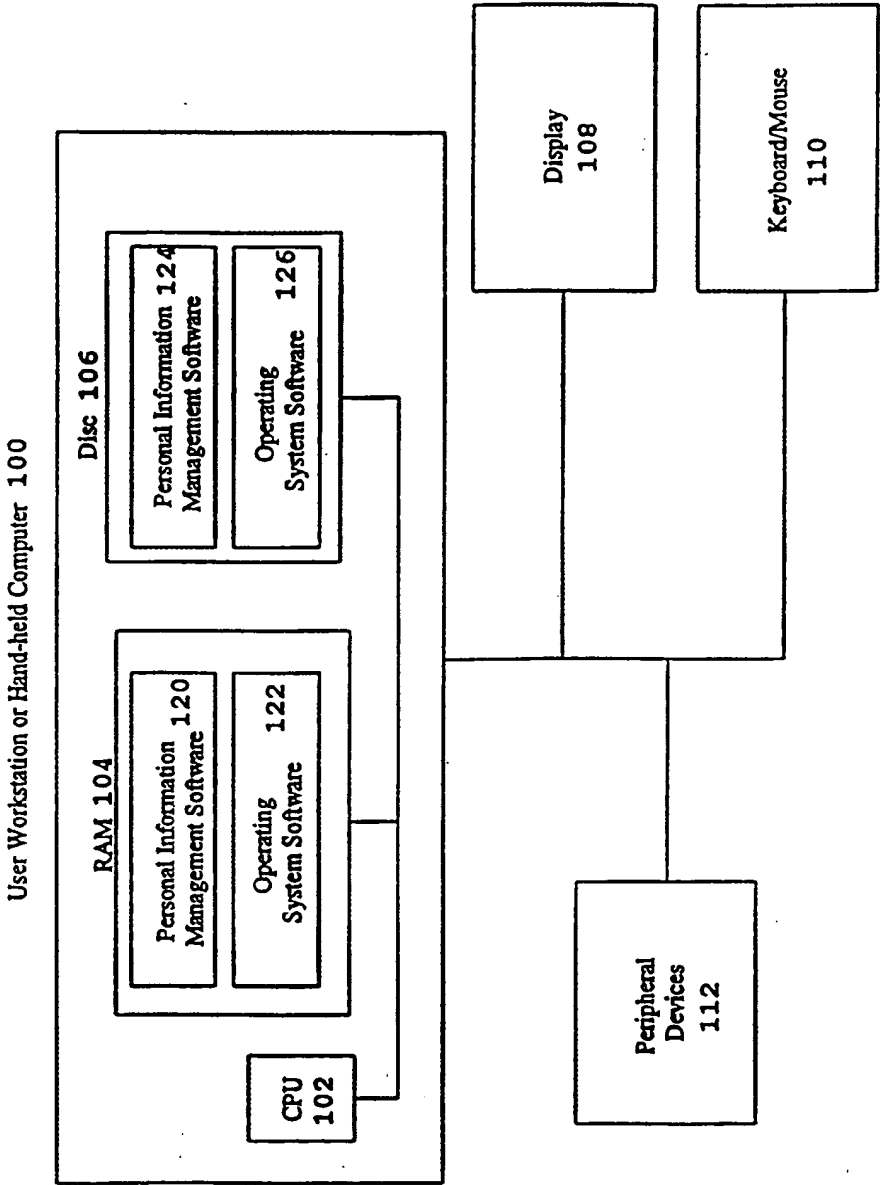 User Workstation or Hand-held Computer 100
CPU
102
RAM 104
Personal Information
Management Software 120
Operating
System Software 122
Disc 106
Personal Information
Management Software 124
Operating
System Software 126
Peripheral
Devices
112
Display
108
Keyboard/Mouse
110